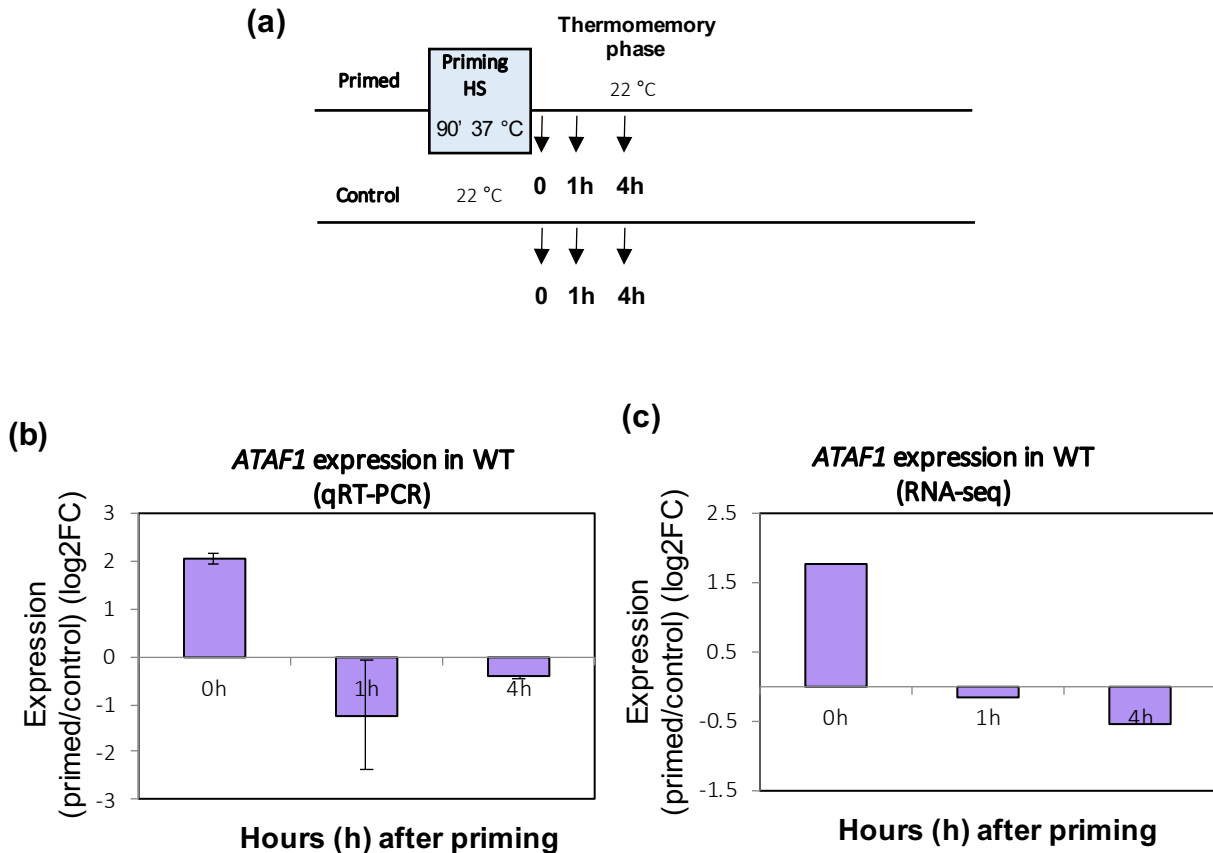 (a)
Thermomemory
phase
Priming
HS
Primed
22 °C
90' 37 °C
0 1h 4h
Control
22 °C
0 1h 4h
(b)
ATAF1 expression in WT
(qRT-PCR)
Expression
(primed/control) (log2FC)
3
2
1
0
-1
-2
-3
0h 1h 4h
Hours (h) after priming
(c)
ATAF1 expression in WT
(RNA-seq)
Expression
(primed/control) (log2FC)
2.5
1.5
0.5
-0.5
-1.5
0h 1h 4h
Hours (h) after priming